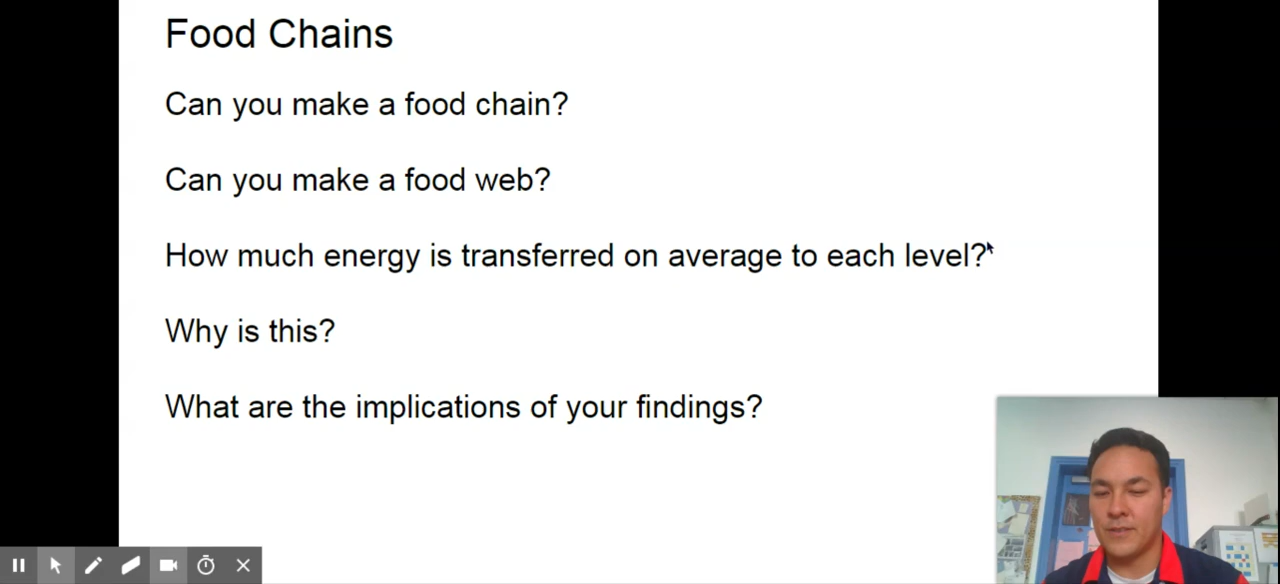 Food Chains
Can you make a food chain?
Can you make a food web?
How much energy is transferred on average to each level?
Why is this?
What are the implications of your findings?